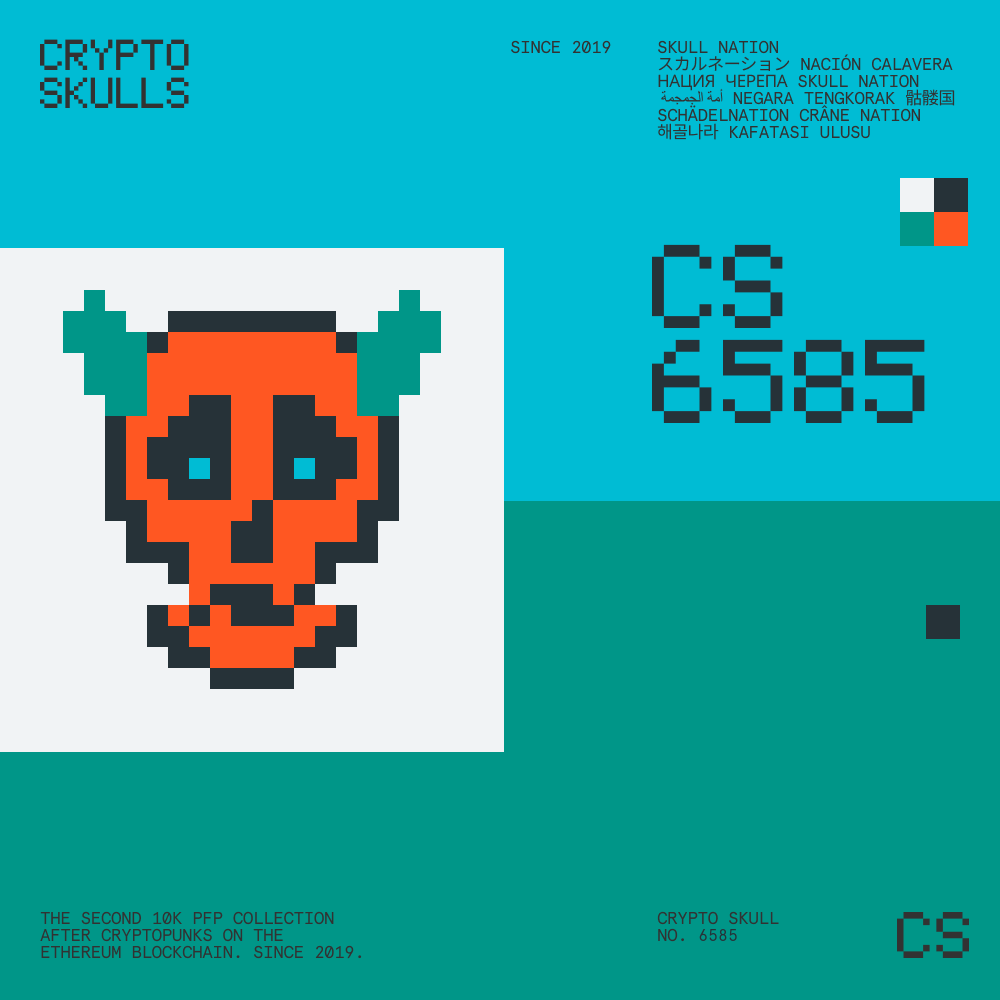 CRYPTO
SKULLS
SINCE 2019
SKULL NATION
スカルネーション NACIÓN CALAVERA
НАЦИЯ ЧЕРЕПА SKULL NATION
أمة الجمجمة NEGARA TENGKORAK 骷髅国
SCHÄDELNATION CRÂNE NATION
해골나라 KAFATASI ULUSU
CS
6585
THE SECOND 10K PFP COLLECTION
AFTER CRYPTOPUNKS ON THE
ETHEREUM BLOCKCHAIN. SINCE 2019.
CRYPTO SKULL
NO. 6585
CS